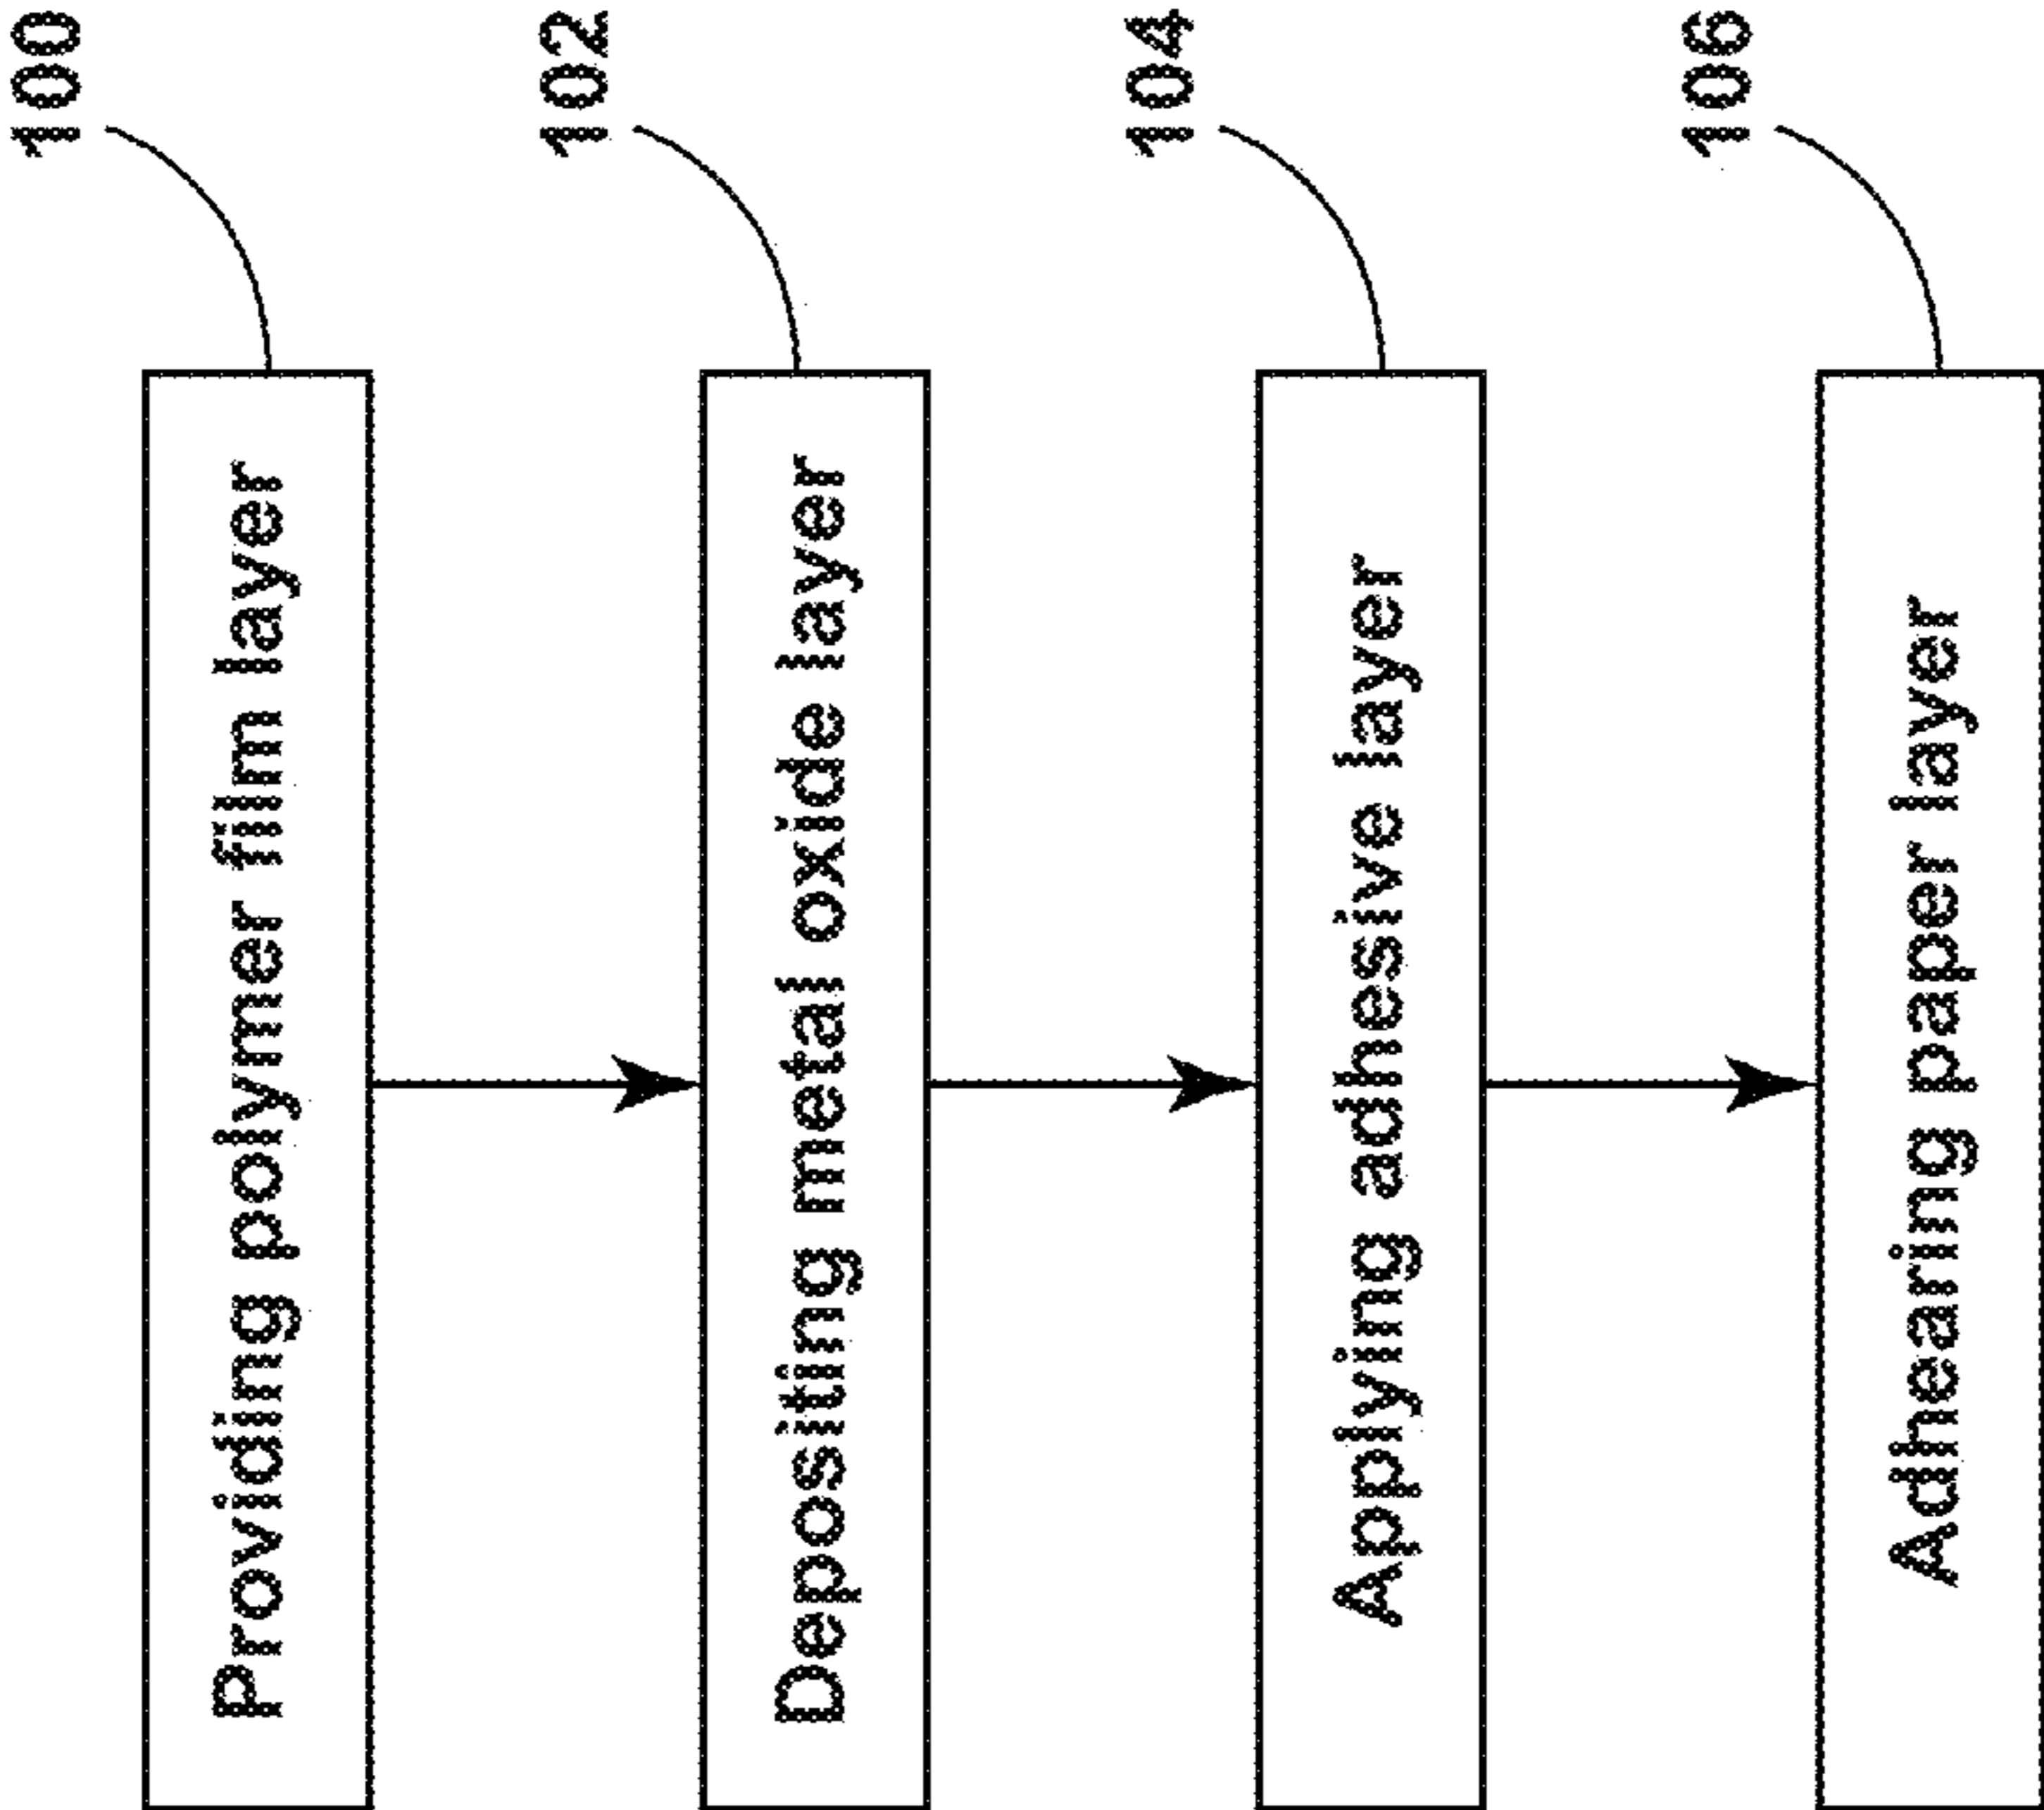 100
Providing polymer film layer
102
Depositing metal oxide layer
104
Applying adhesive layer
106
Adhearing paper layer